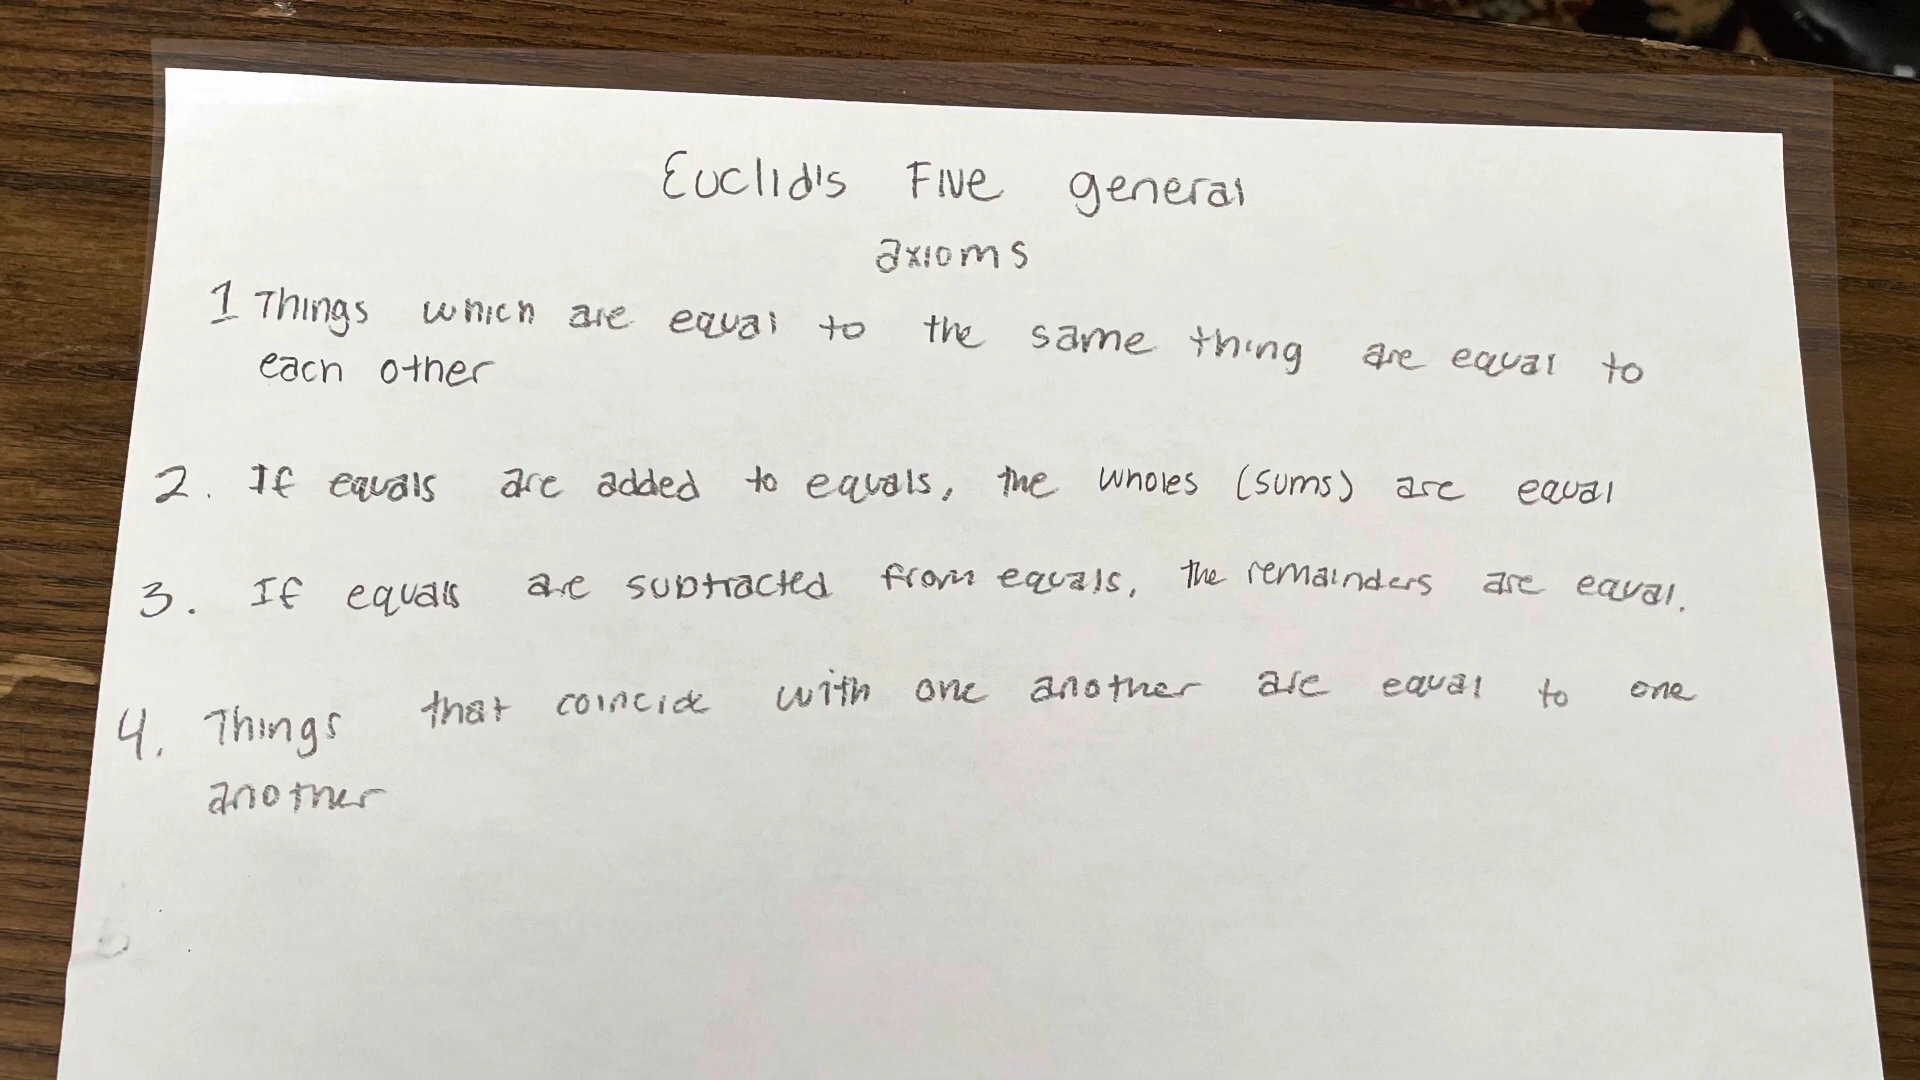 Euclid's Five general
axioms
1 Things which are equal to the same thing are equal to
each other
2. If equals are added to equals, the wholes (sums) are equal
3. If equals are subtracted from equals, the remainders are equal.
4. Things that coincide with one another are equal to one
another